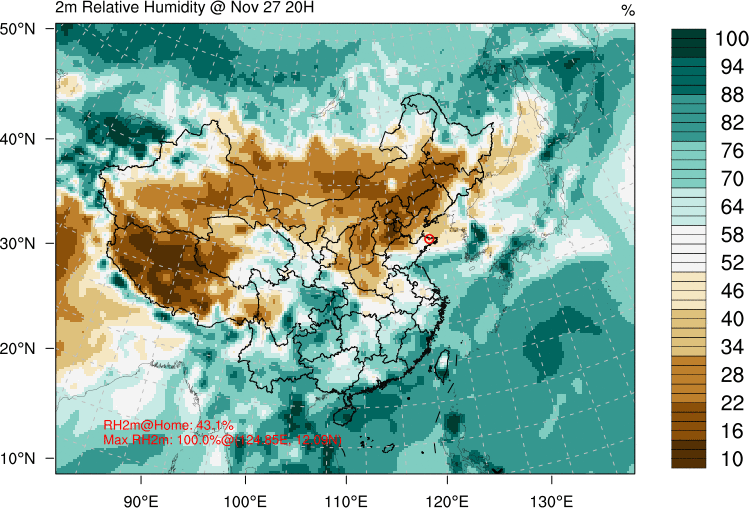 2m Relative Humidity @ Nov 27 20H
%
50°N
40°N
30°N
20°N
10°N
90°E
100°E
110°E
120°E
130°E
100
94
88
82
76
70
64
58
52
46
40
34
28
22
16
10
RH2m@Home: 43.1%
Max RH2m: 100.0%@(124.85E, 12.09N)